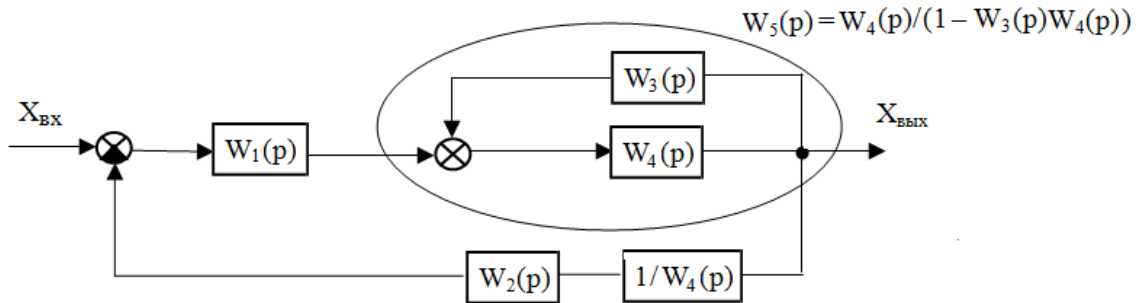 W₅(p) = W₄(p)/(1 – W₃(p)W₄(p))
W₃(p)
Xвх
Xвых
W₁(p)
W₄(p)
W₂(p)
1/W₄(p)